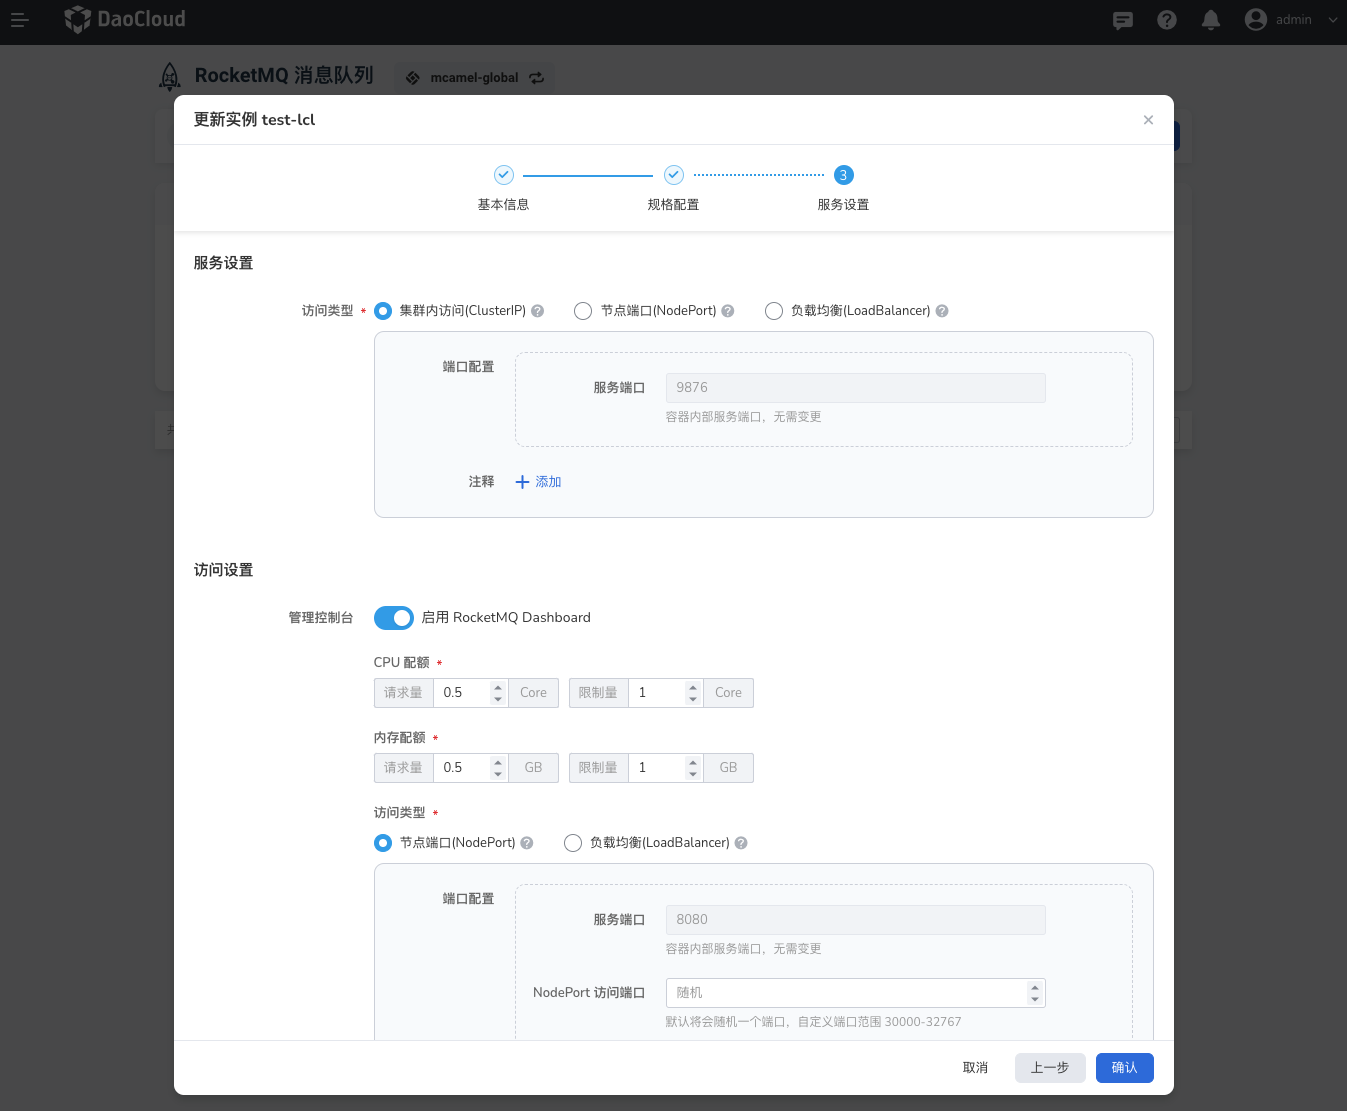 DaoCloud
admin
RocketMQ 消息队列
mcamel-global
更新实例 test-lcl
3
基本信息
规格配置
服务设置
服务设置
访问类型 * 集群内访问(ClusterIP) ? 节点端口(NodePort) ? 负载均衡(LoadBalancer) ?
端口配置
服务端口 9876
容器内部服务端口，无需变更
注释 + 添加
访问设置
管理控制台 启用 RocketMQ Dashboard
CPU 配额 *
请求量 0.5 Core 限制量 1 Core
内存配额 *
请求量 0.5 GB 限制量 1 GB
访问类型 *
节点端口(NodePort) ? 负载均衡(LoadBalancer) ?
端口配置
服务端口 8080
容器内部服务端口，无需变更
NodePort 访问端口 随机
默认将会随机一个端口，自定义端口范围 30000-32767
取消 上一步 确认